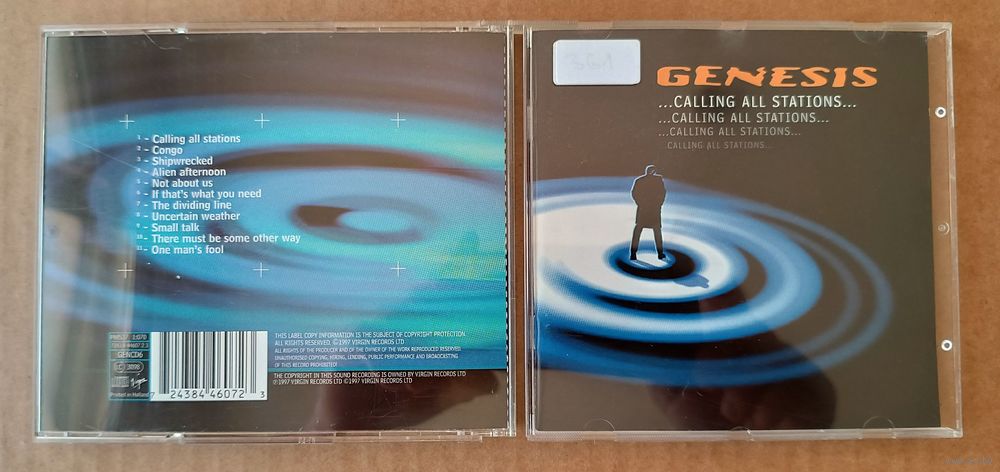 1 - Calling all stations
2 - Congo
3 - Shipwrecked
4 - Alien afternoon
5 - Not about us
6 - If that's what you need
7 - The dividing line
8 - Uncertain weather
9 - Small talk
10 - There must be some other way
11 - One man's fool
GENCD6
LC 3098
Virgin
Printed in Holland
7 24384 46072 3
THIS LABEL COPY INFORMATION IS THE SUBJECT OF COPYRIGHT PROTECTION.
ALL RIGHTS RESERVED. ©1997 VIRGIN RECORDS LTD
ALL RIGHTS OF THE PRODUCER AND OF THE OWNER OF THE WORK REPRODUCED RESERVED.
UNAUTHORISED COPYING, HIRING, LENDING, PUBLIC PERFORMANCE AND BROADCASTING
OF THIS RECORD PROHIBITED!
THE COPYRIGHT IN THIS SOUND RECORDING IS OWNED BY VIRGIN RECORDS LTD
℗1997 VIRGIN RECORDS LTD ©1997 VIRGIN RECORDS LTD
361
GENESIS
...CALLING ALL STATIONS...
...CALLING ALL STATIONS...
...CALLING ALL STATIONS...
CALLING ALL STATIONS...